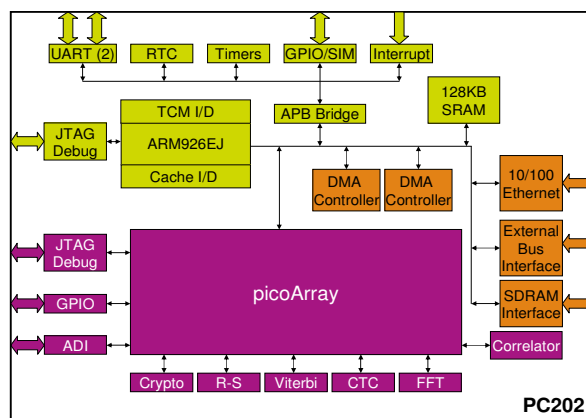 UART (2)
RTC
Timers
GPIO/SIM
Interrupt
128KB
SRAM
TCM I/D
APB Bridge
JTAG
Debug
ARM926EJ
Cache I/D
DMA
Controller
DMA
Controller
10/100
Ethernet
External
Bus
Interface
SDRAM
Interface
JTAG
Debug
GPIO
ADI
picoArray
Correlator
Crypto
R-S
Viterbi
CTC
FFT
PC202